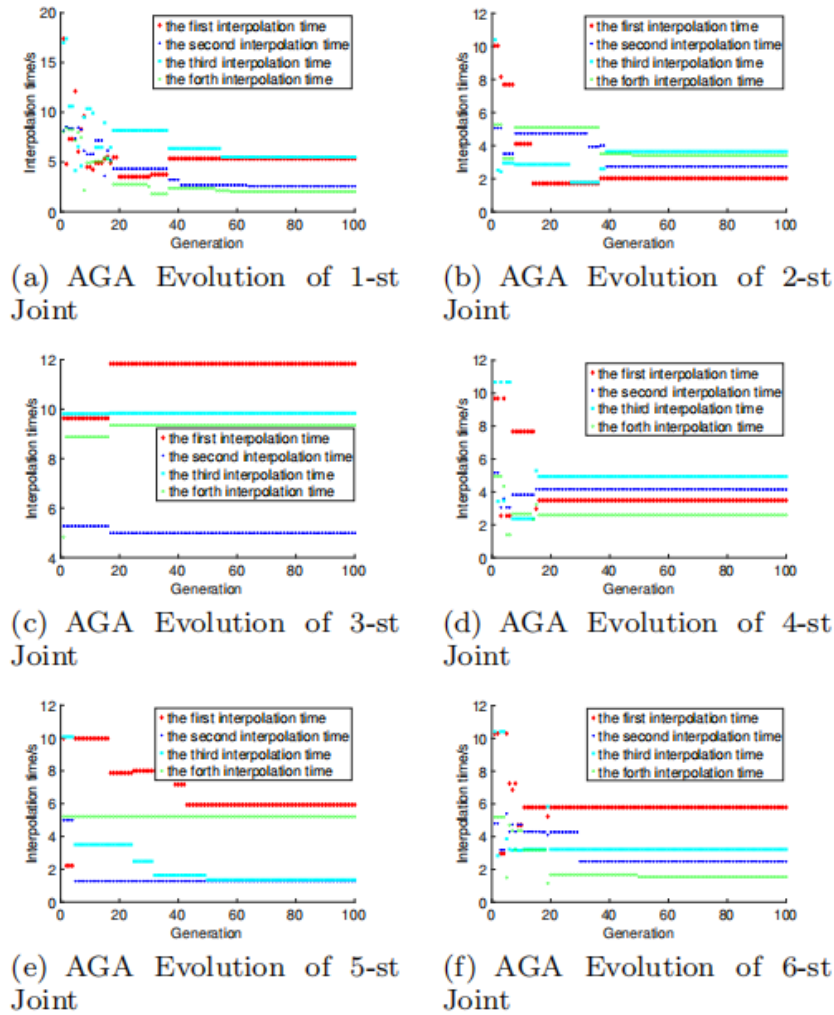 20
15
10
5
0
Interpolation time/s
the first interpolation time
the second interpolation time
the third interpolation time
the forth interpolation time
0 20 40 60 80 100
Generation
(a) AGA Evolution of 1-st
Joint
12
10
8
6
4
2
0
Interpolation time/s
the first interpolation time
the second interpolation time
the third interpolation time
the forth interpolation time
0 20 40 60 80 100
Generation
(b) AGA Evolution of 2-st
Joint
12
10
8
6
4
Interpolation time/s
the first interpolation time
the second interpolation time
the third interpolation time
the forth interpolation time
0 20 40 60 80 100
Generation
(c) AGA Evolution of 3-st
Joint
12
10
8
6
4
2
0
Interpolation time/s
the first interpolation time
the second interpolation time
the third interpolation time
the forth interpolation time
0 20 40 60 80 100
Generation
(d) AGA Evolution of 4-st
Joint
12
10
8
6
4
2
0
Interpolation time/s
the first interpolation time
the second interpolation time
the third interpolation time
the forth interpolation time
0 20 40 60 80 100
Generation
(e) AGA Evolution of 5-st
Joint
12
10
8
6
4
2
0
Interpolation time/s
the first interpolation time
the second interpolation time
the third interpolation time
the forth interpolation time
0 20 40 60 80 100
Generation
(f) AGA Evolution of 6-st
Joint